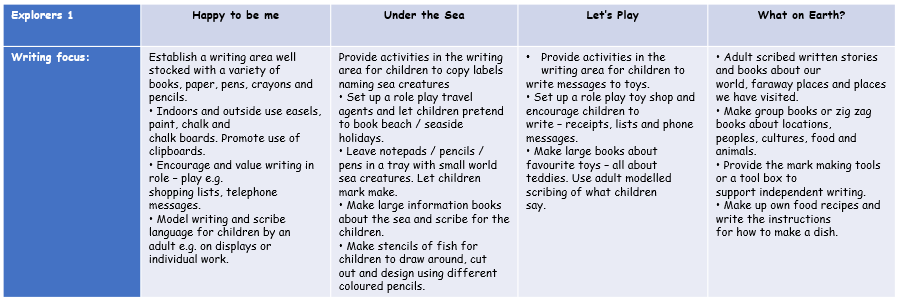 Explorers 1
Happy to be me
Under the Sea
Let's Play
What on Earth?
Writing focus:
Establish a writing area well
stocked with a variety of
books, paper, pens, crayons and
pencils.
• Indoors and outside use easels,
paint, chalk and
chalk boards. Promote use of
clipboards.
• Encourage and value writing in
role – play e.g.
shopping lists, telephone
messages.
• Model writing and scribe
language for children by an
adult e.g. on displays or
individual work.
Provide activities in the writing
area for children to copy labels
naming sea creatures
• Set up a role play travel
agents and let children pretend
to book beach / seaside
holidays.
• Leave notepads / pencils /
pens in a tray with small world
sea creatures. Let children
mark make.
• Make large information books
about the sea and scribe for the
children.
• Make stencils of fish for
children to draw around, cut
out and design using different
coloured pencils.
• Provide activities in the
writing area for children to
write messages to toys.
• Set up a role play toy shop and
encourage children to
write – receipts, lists and phone
messages.
• Make large books about
favourite toys – all about
teddies. Use adult modelled
scribing of what children
say.
• Adult scribed written stories
and books about our
world, faraway places and places
we have visited.
• Make group books or zig zag
books about locations,
peoples, cultures, food and
animals.
• Provide the mark making tools
or a tool box to
support independent writing.
• Make up own food recipes and
write the instructions
for how to make a dish.